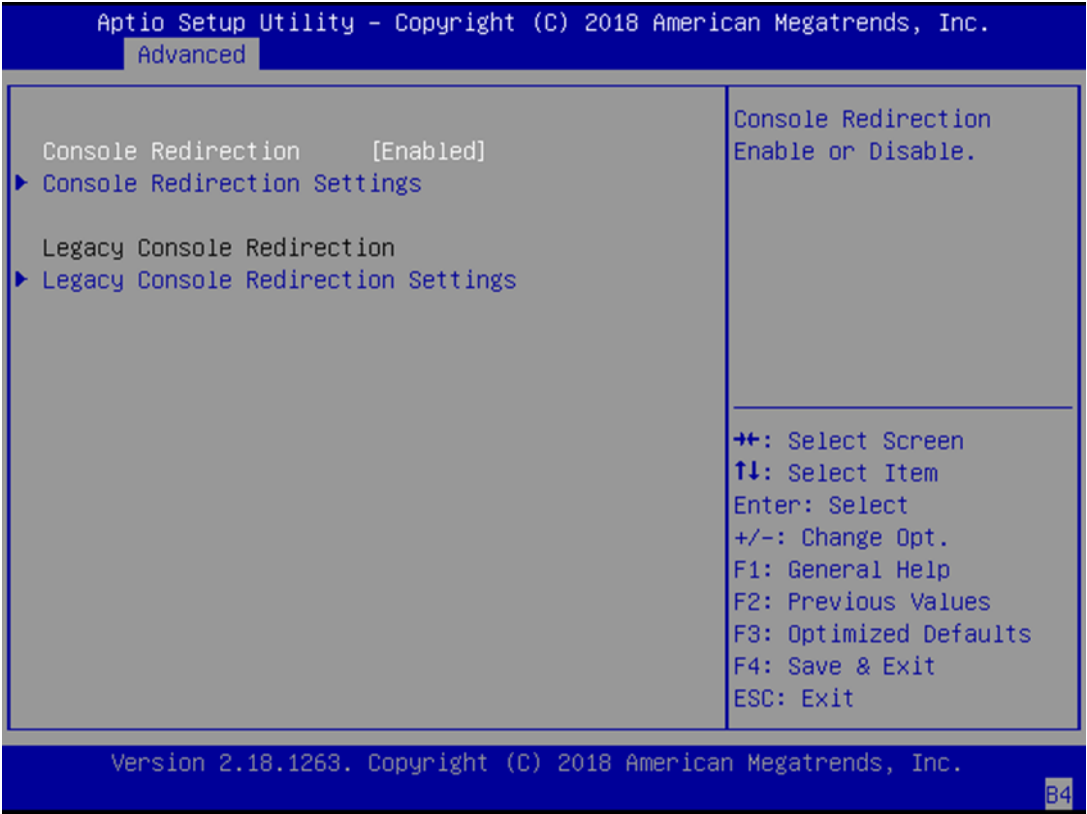 Aptio Setup Utility – Copyright (C) 2018 American Megatrends, Inc.
Advanced
Console Redirection [Enabled]
Console Redirection Settings
Legacy Console Redirection
Legacy Console Redirection Settings
Console Redirection
Enable or Disable.
→←: Select Screen
↑↓: Select Item
Enter: Select
+/-: Change Opt.
F1: General Help
F2: Previous Values
F3: Optimized Defaults
F4: Save & Exit
ESC: Exit
Version 2.18.1263. Copyright (C) 2018 American Megatrends, Inc.
B4